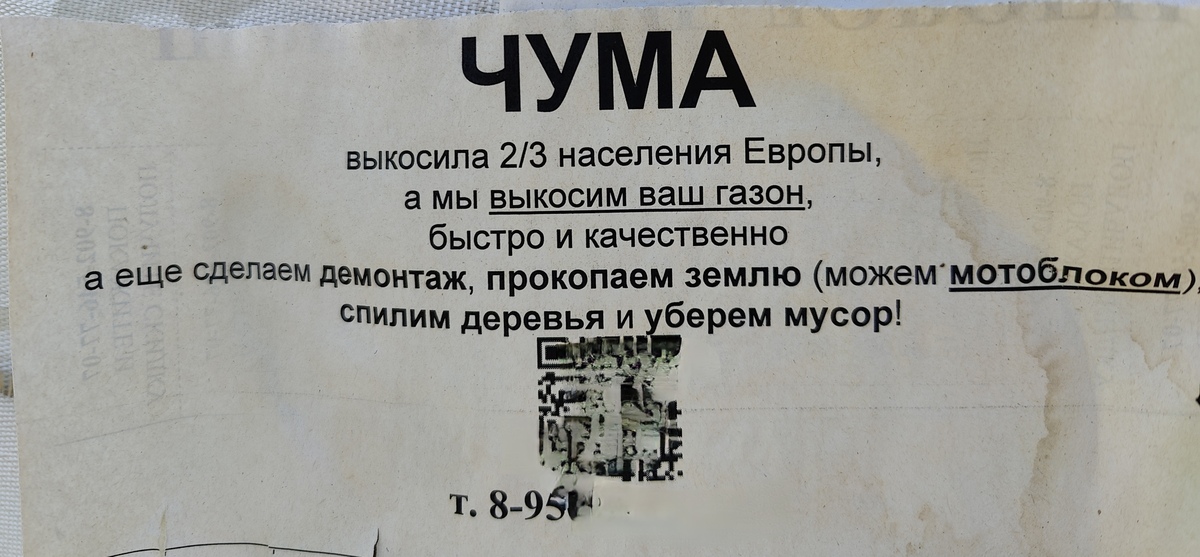 ЧУМА
выкосила 2/3 населения Европы,
а мы выкосим ваш газон,
быстро и качественно
а еще сделаем демонтаж, прокопаем землю (можем мотоблоком),
спилим деревья и уберем мусор!
т. 8-95